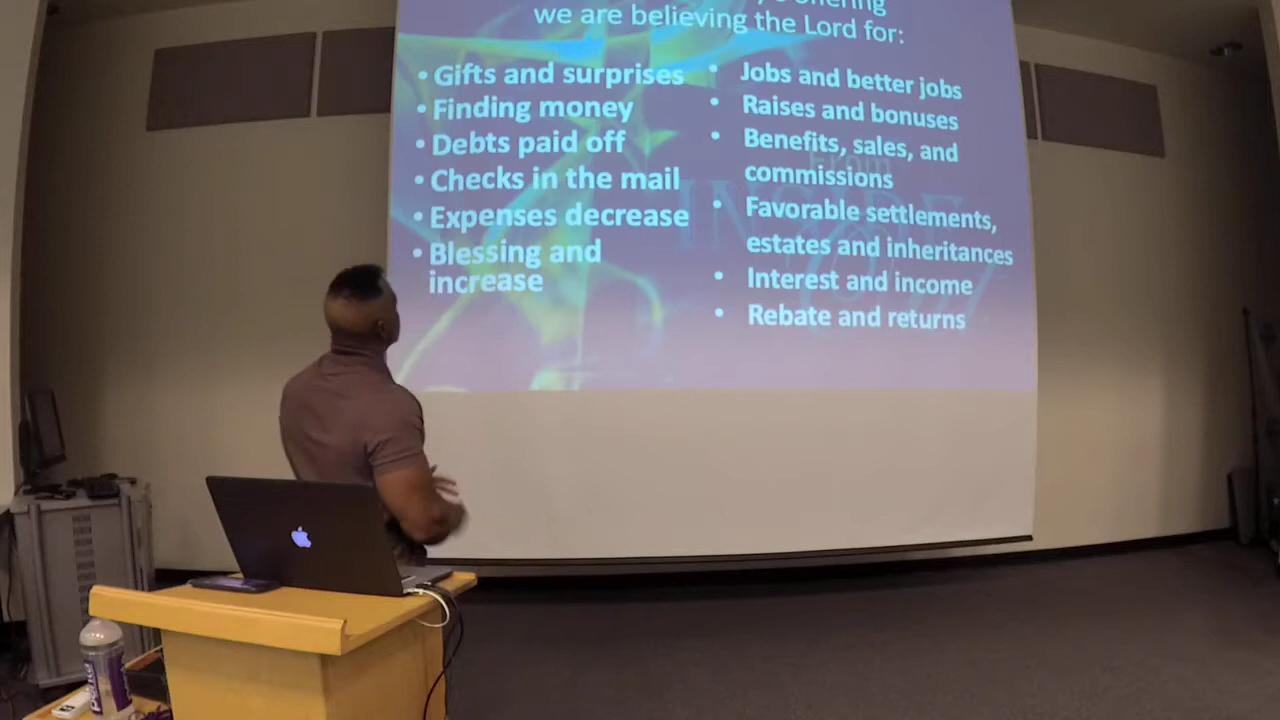 we are believing the Lord for:
• Gifts and surprises
• Finding money
• Debts paid off
• Checks in the mail
• Expenses decrease
• Blessing and
increase
• Jobs and better jobs
• Raises and bonuses
• Benefits, sales, and
commissions
• Favorable settlements,
estates and inheritances
• Interest and income
• Rebate and returns
From
INSIDE